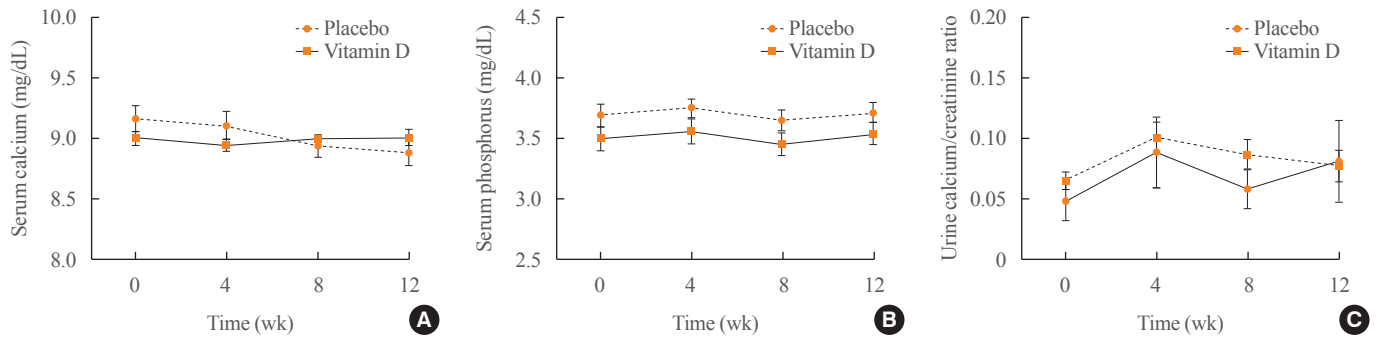 Serum calcium (mg/dL)
10.0
9.5
9.0
8.5
8.0
Placebo
Vitamin D
0 4 8 12
Time (wk)
A
Serum phosphorus (mg/dL)
4.5
4.0
3.5
3.0
2.5
Placebo
Vitamin D
0 4 8 12
Time (wk)
B
Urine calcium/creatinine ratio
0.20
0.15
0.10
0.05
0
Placebo
Vitamin D
0 4 8 12
Time (wk)
C